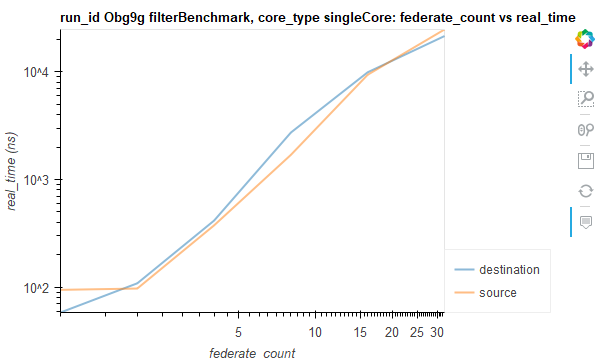 run_id Obg9g filterBenchmark, core_type singleCore: federate_count vs real_time
real_time (ns)
10^4
10^3
10^2
5 10 15 20 25 30
federate_count
destination
source